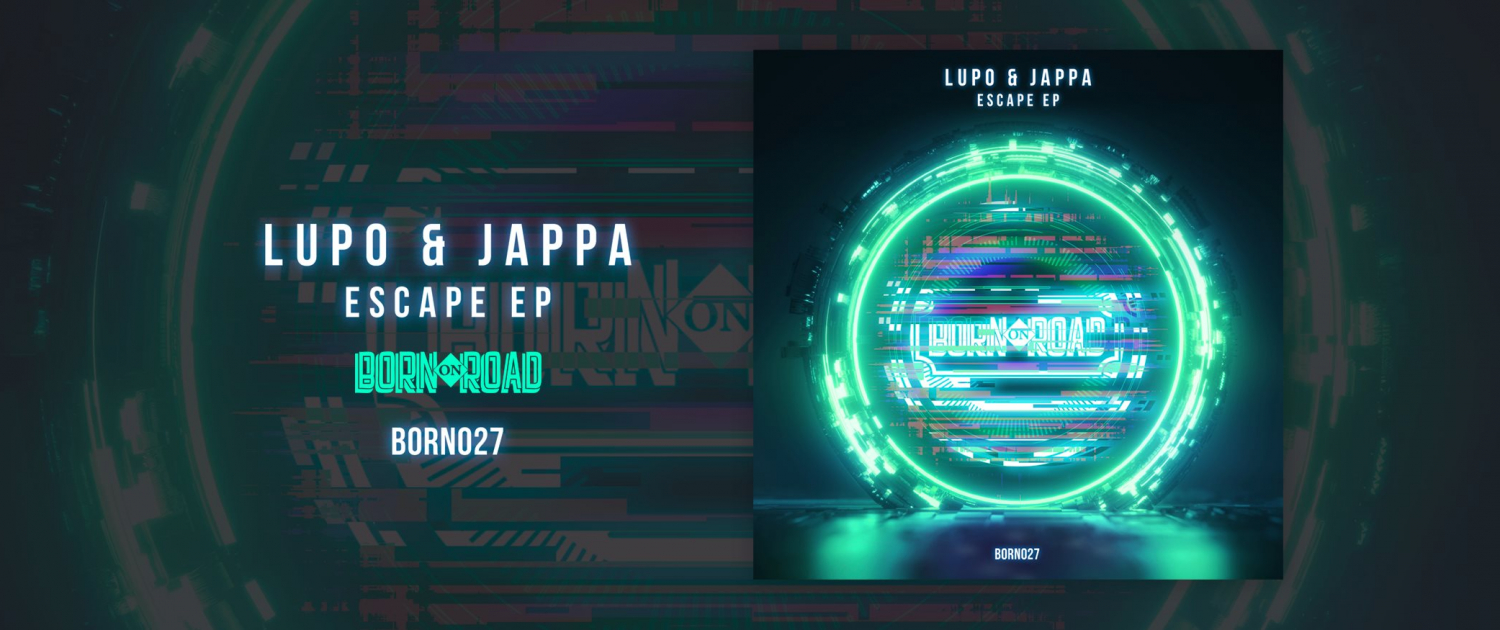 LUPO & JAPPA
ESCAPE EP
BORN ON ROAD
BORN027
LUPO & JAPPA
ESCAPE EP
BORN ON ROAD
BORN027